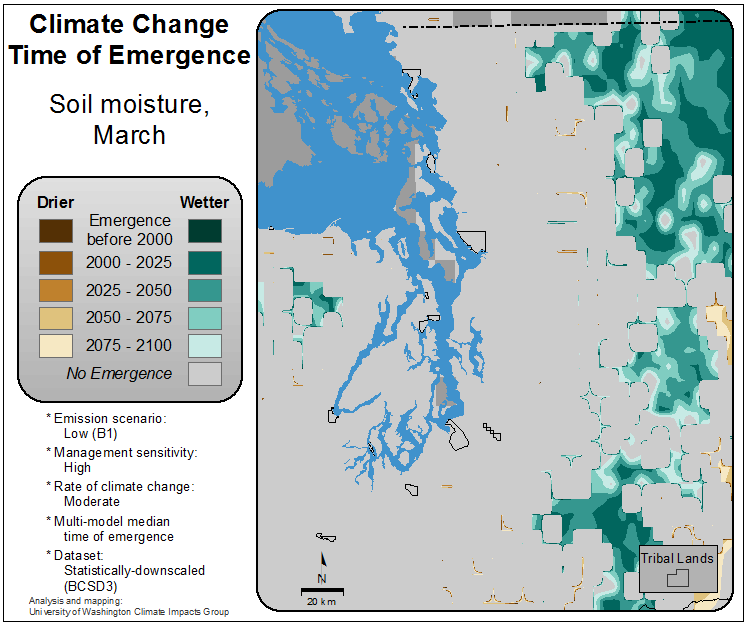 Climate Change
Time of Emergence
Soil moisture,
March
Drier Wetter
Emergence
before 2000
2000 - 2025
2025 - 2050
2050 - 2075
2075 - 2100
No Emergence
* Emission scenario:
Low (B1)
* Management sensitivity:
High
* Rate of climate change:
Moderate
* Multi-model median
time of emergence
* Dataset:
Statistically-downscaled
(BCSD3)
Analysis and mapping:
University of Washington Climate Impacts Group
N
20 km
Tribal Lands